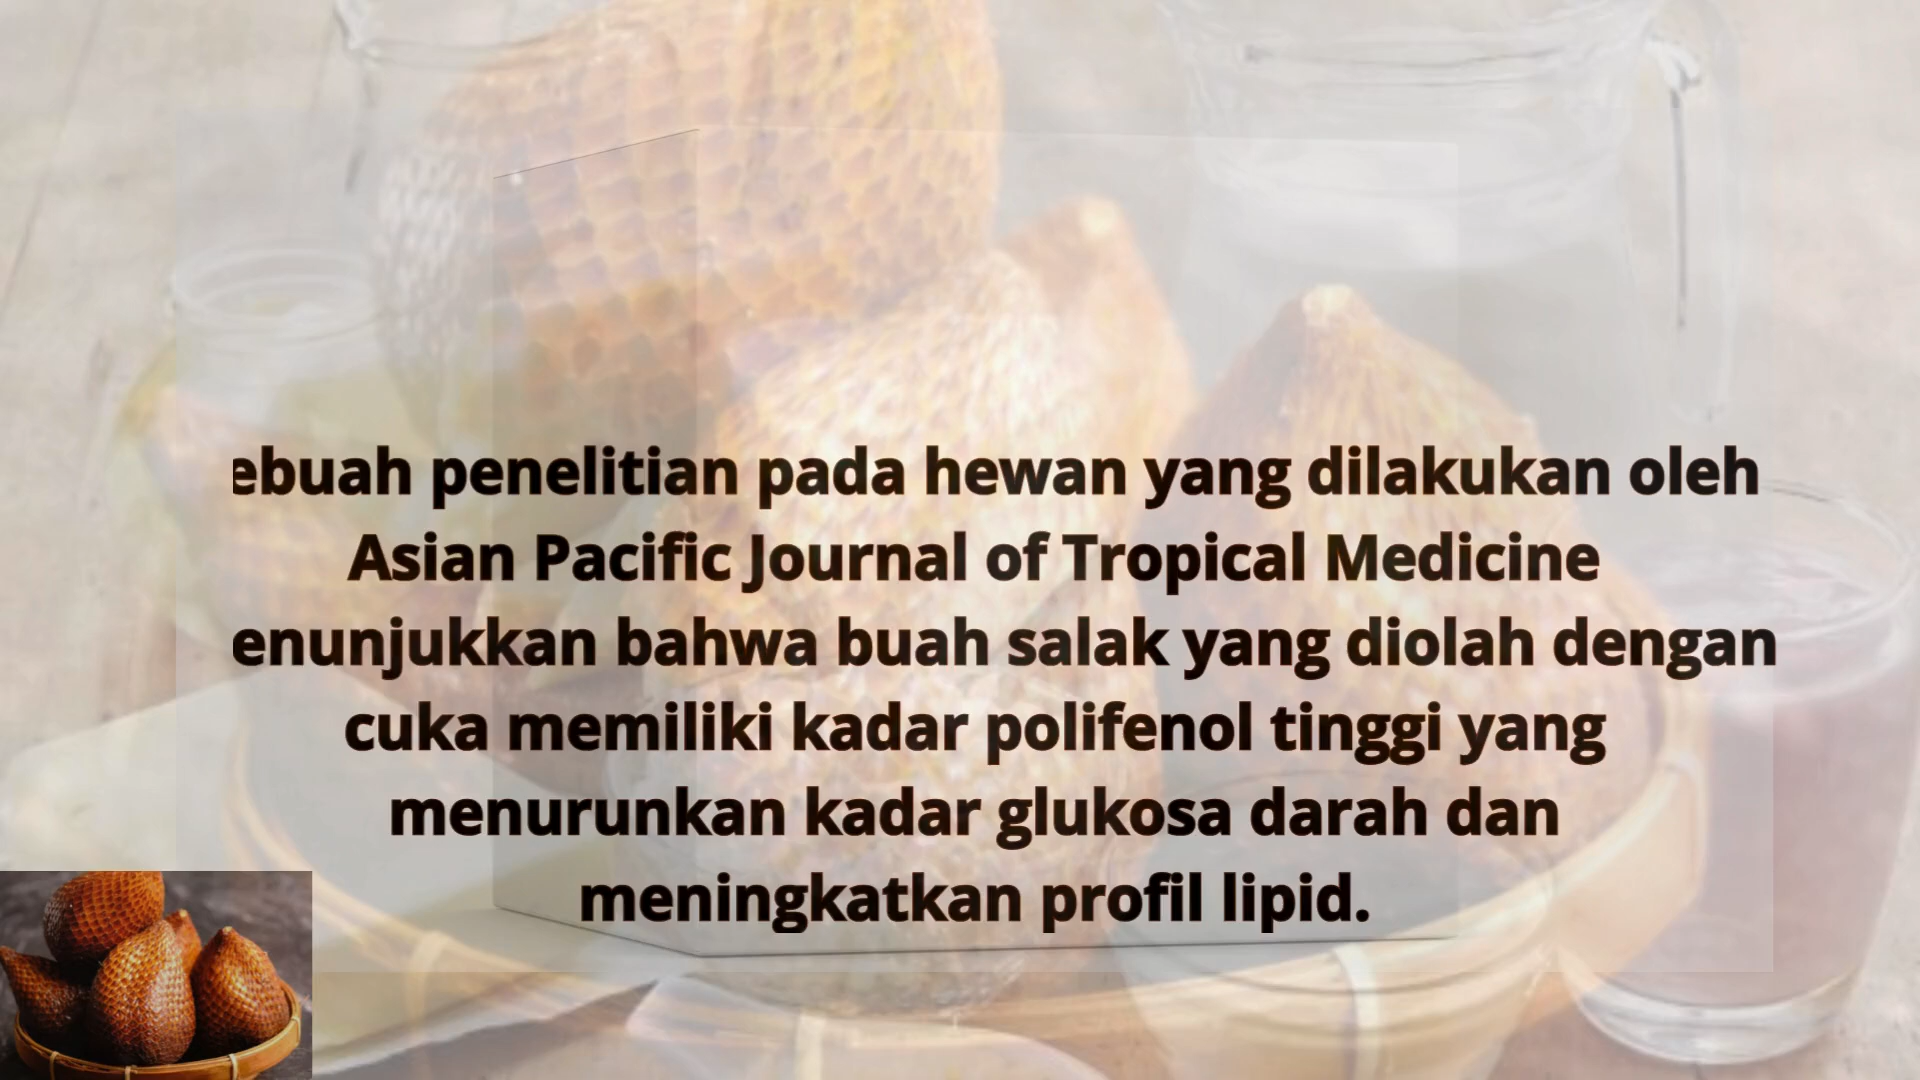 ebuah penelitian pada hewan yang dilakukan oleh
Asian Pacific Journal of Tropical Medicine
enunjukkan bahwa buah salak yang diolah dengan
cuka memiliki kadar polifenol tinggi yang
menurunkan kadar glukosa darah dan
meningkatkan profil lipid.